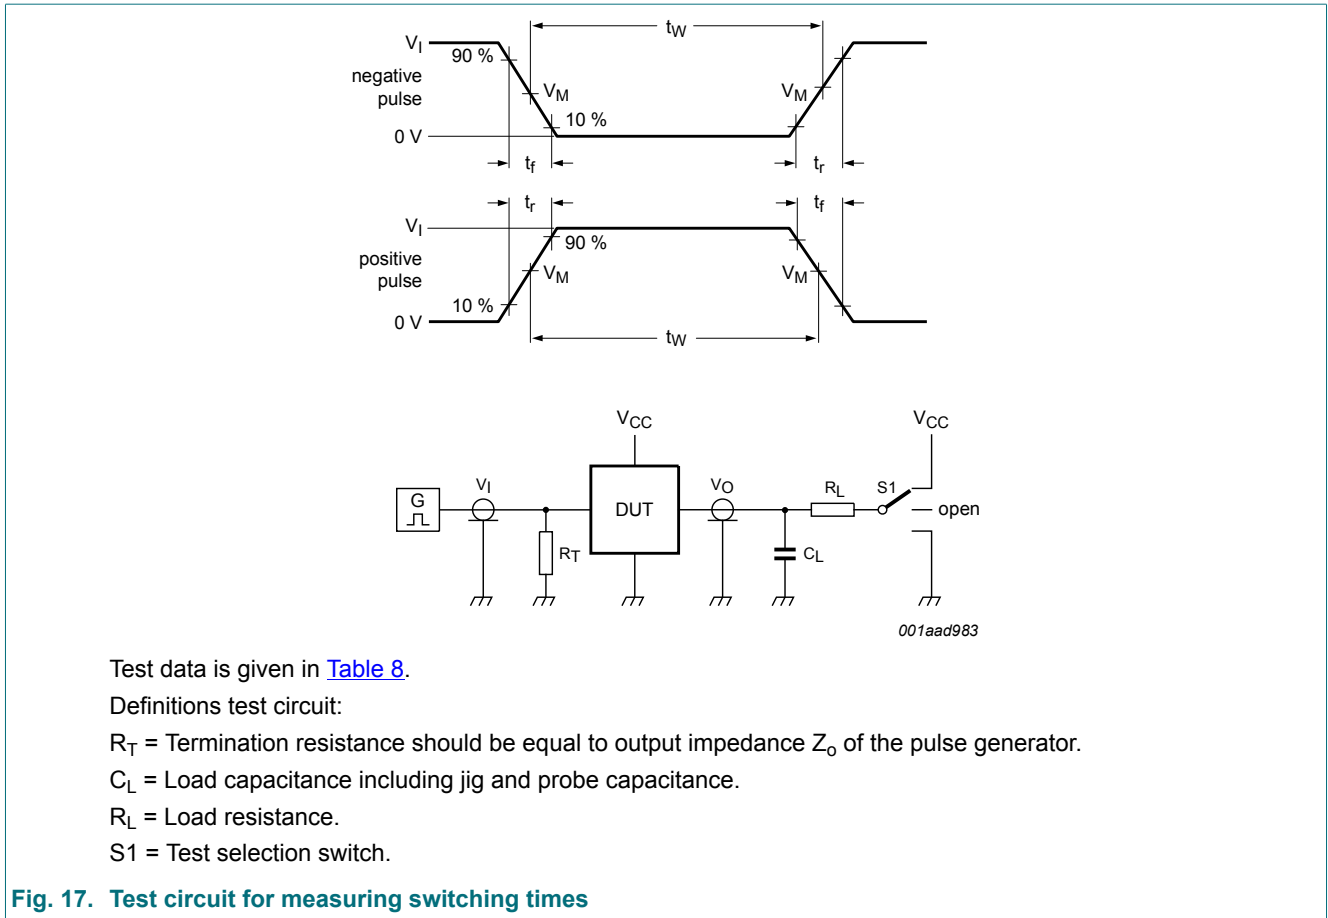 tW
VI
90 %
negative
pulse
VM
VM
10 %
0 V
tf
tr
tr
tf
VI
90 %
positive
pulse
VM
VM
10 %
0 V
tW
VCC
VCC
G
VI
DUT
VO
RL
S1
open
RT
CL
001aad983
Test data is given in Table 8.
Definitions test circuit:
RT = Termination resistance should be equal to output impedance Zo of the pulse generator.
CL = Load capacitance including jig and probe capacitance.
RL = Load resistance.
S1 = Test selection switch.
Fig. 17. Test circuit for measuring switching times